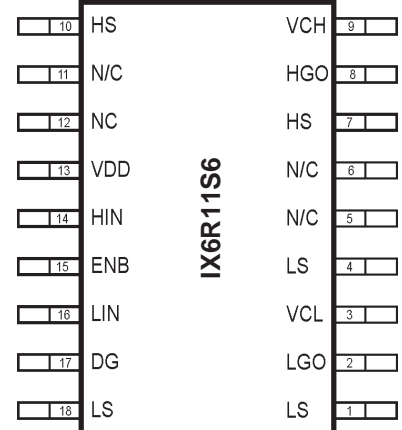 10 HS VCH 9
11 N/C HGO 8
12 NC HS 7
13 VDD N/C 6
14 HIN N/C 5
15 ENB LS 4
16 LIN VCL 3
17 DG LGO 2
18 LS LS 1
IX6R11S6